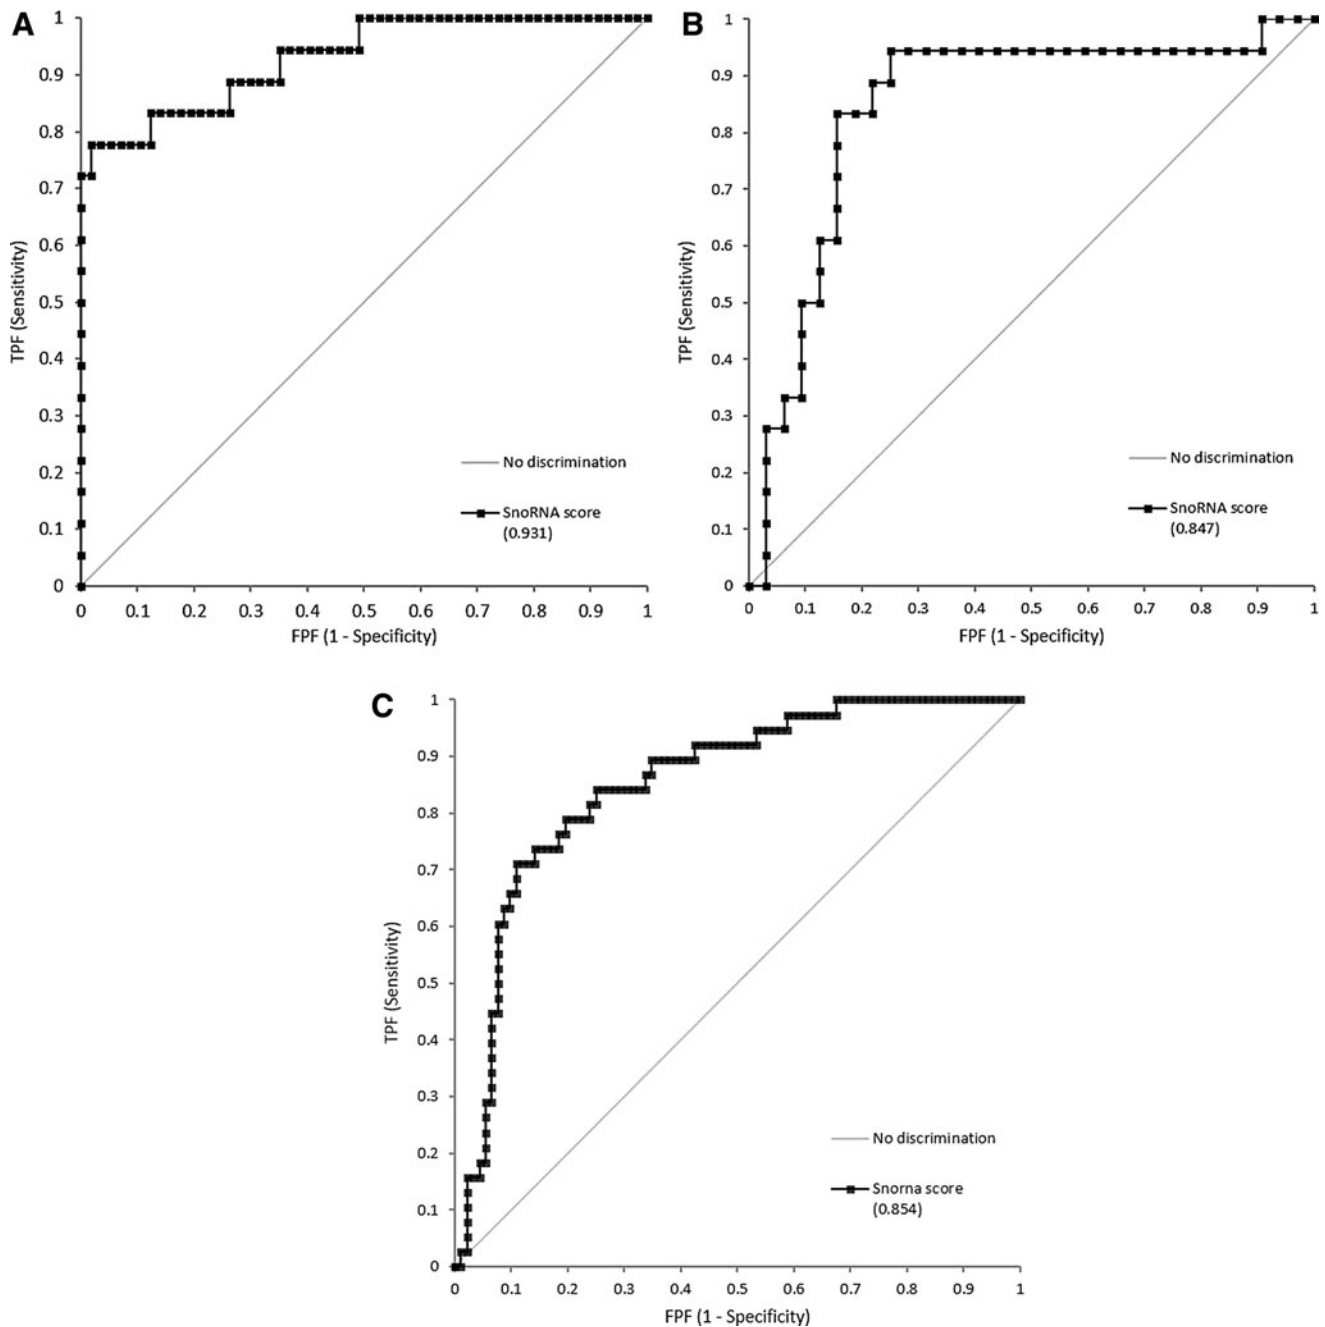 A
1
0.9
0.8
0.7
0.6
0.5
0.4
0.3
0.2
0.1
0
TPF (Sensitivity)
No discrimination
SnoRNA score
(0.931)
0 0.1 0.2 0.3 0.4 0.5 0.6 0.7 0.8 0.9 1
FPF (1 - Specificity)
B
1
0.9
0.8
0.7
0.6
0.5
0.4
0.3
0.2
0.1
0
TPF (Sensitivity)
No discrimination
SnoRNA score
(0.847)
0 0.1 0.2 0.3 0.4 0.5 0.6 0.7 0.8 0.9 1
FPF (1 - Specificity)
C
1
0.9
0.8
0.7
0.6
0.5
0.4
0.3
0.2
0.1
0
TPF (Sensitivity)
No discrimination
Snorna score
(0.854)
0 0.1 0.2 0.3 0.4 0.5 0.6 0.7 0.8 0.9 1
FPF (1 - Specificity)